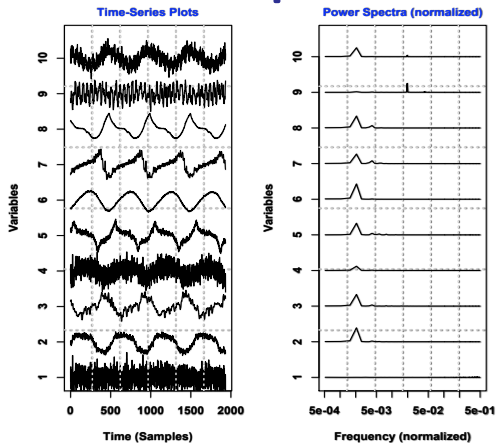 Time-Series Plots
Power Spectra (normalized)
Variables
10
9
8
7
6
5
4
3
2
1
0
500
1000
1500
2000
Time (Samples)
Variables
10
9
8
7
6
5
4
3
2
1
5e-04
5e-03
5e-02
5e-01
Frequency (normalized)